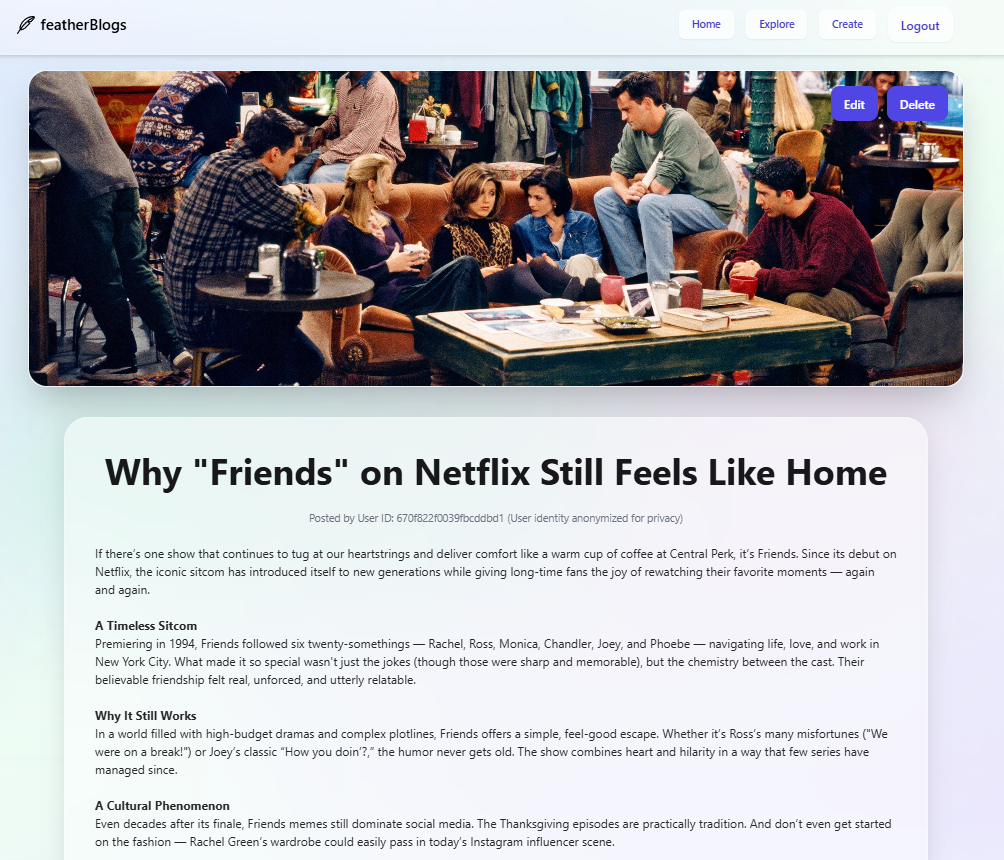 featherBlogs
Home
Explore
Create
Logout
Edit
Delete
Why "Friends" on Netflix Still Feels Like Home
Posted by User ID: 670f822f0039fbcddbd1 (User identity anonymized for privacy)
If there’s one show that continues to tug at our heartstrings and deliver comfort like a warm cup of coffee at Central Perk, it’s Friends. Since its debut on
Netflix, the iconic sitcom has introduced itself to new generations while giving long-time fans the joy of rewatching their favorite moments — again
and again.
A Timeless Sitcom
Premiering in 1994, Friends followed six twenty-somethings — Rachel, Ross, Monica, Chandler, Joey, and Phoebe — navigating life, love, and work in
New York City. What made it so special wasn't just the jokes (though those were sharp and memorable), but the chemistry between the cast. Their
believable friendship felt real, unforced, and utterly relatable.
Why It Still Works
In a world filled with high-budget dramas and complex plotlines, Friends offers a simple, feel-good escape. Whether it’s Ross’s many misfortunes ("We
were on a break!") or Joey’s classic “How you doin’?,” the humor never gets old. The show combines heart and hilarity in a way that few series have
managed since.
A Cultural Phenomenon
Even decades after its finale, Friends memes still dominate social media. The Thanksgiving episodes are practically tradition. And don’t even get started
on the fashion — Rachel Green’s wardrobe could easily pass in today’s Instagram influencer scene.